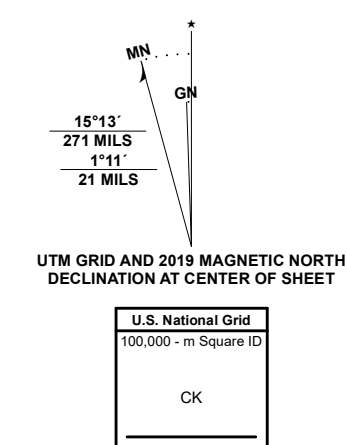 ★
MN
GN
15°13´
271 MILS
1°11´
21 MILS
UTM GRID AND 2019 MAGNETIC NORTH
DECLINATION AT CENTER OF SHEET
U.S. National Grid
100,000 - m Square ID
CK